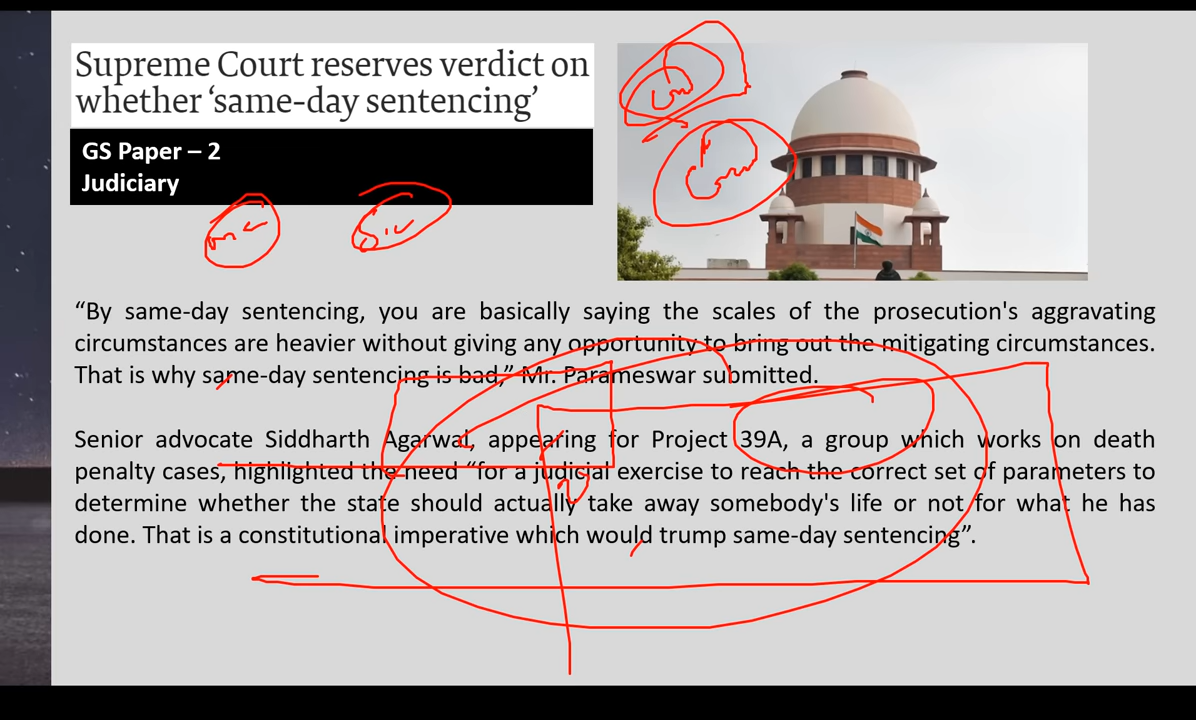 Supreme Court reserves verdict on
whether ‘same-day sentencing’
GS Paper – 2
Judiciary
“By same-day sentencing, you are basically saying the scales of the prosecution's aggravating
circumstances are heavier without giving any opportunity to bring out the mitigating circumstances.
That is why same-day sentencing is bad,” Mr. Parameswar submitted.
Senior advocate Siddharth Agarwal, appearing for Project 39A, a group which works on death
penalty cases, highlighted the need “for a judicial exercise to reach the correct set of parameters to
determine whether the state should actually take away somebody's life or not for what he has
done. That is a constitutional imperative which would trump same-day sentencing”.